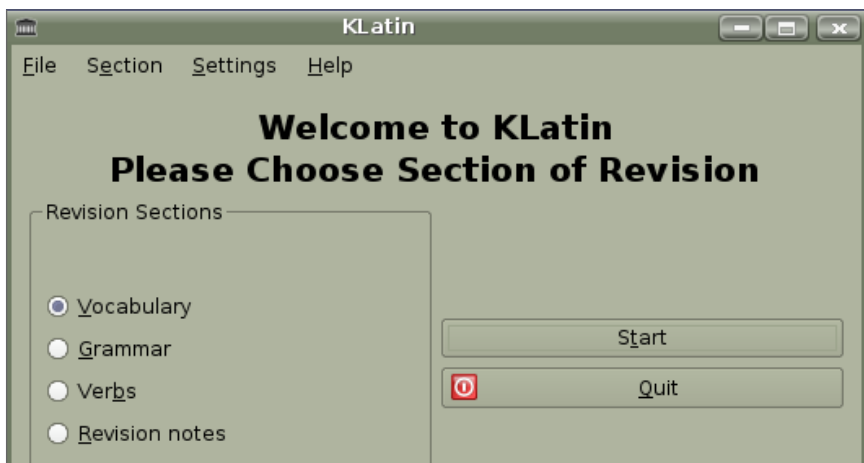 KLatin
File Section Settings Help
Welcome to KLatin
Please Choose Section of Revision
Revision Sections
Vocabulary
Grammar
Verbs
Revision notes
Start
Quit